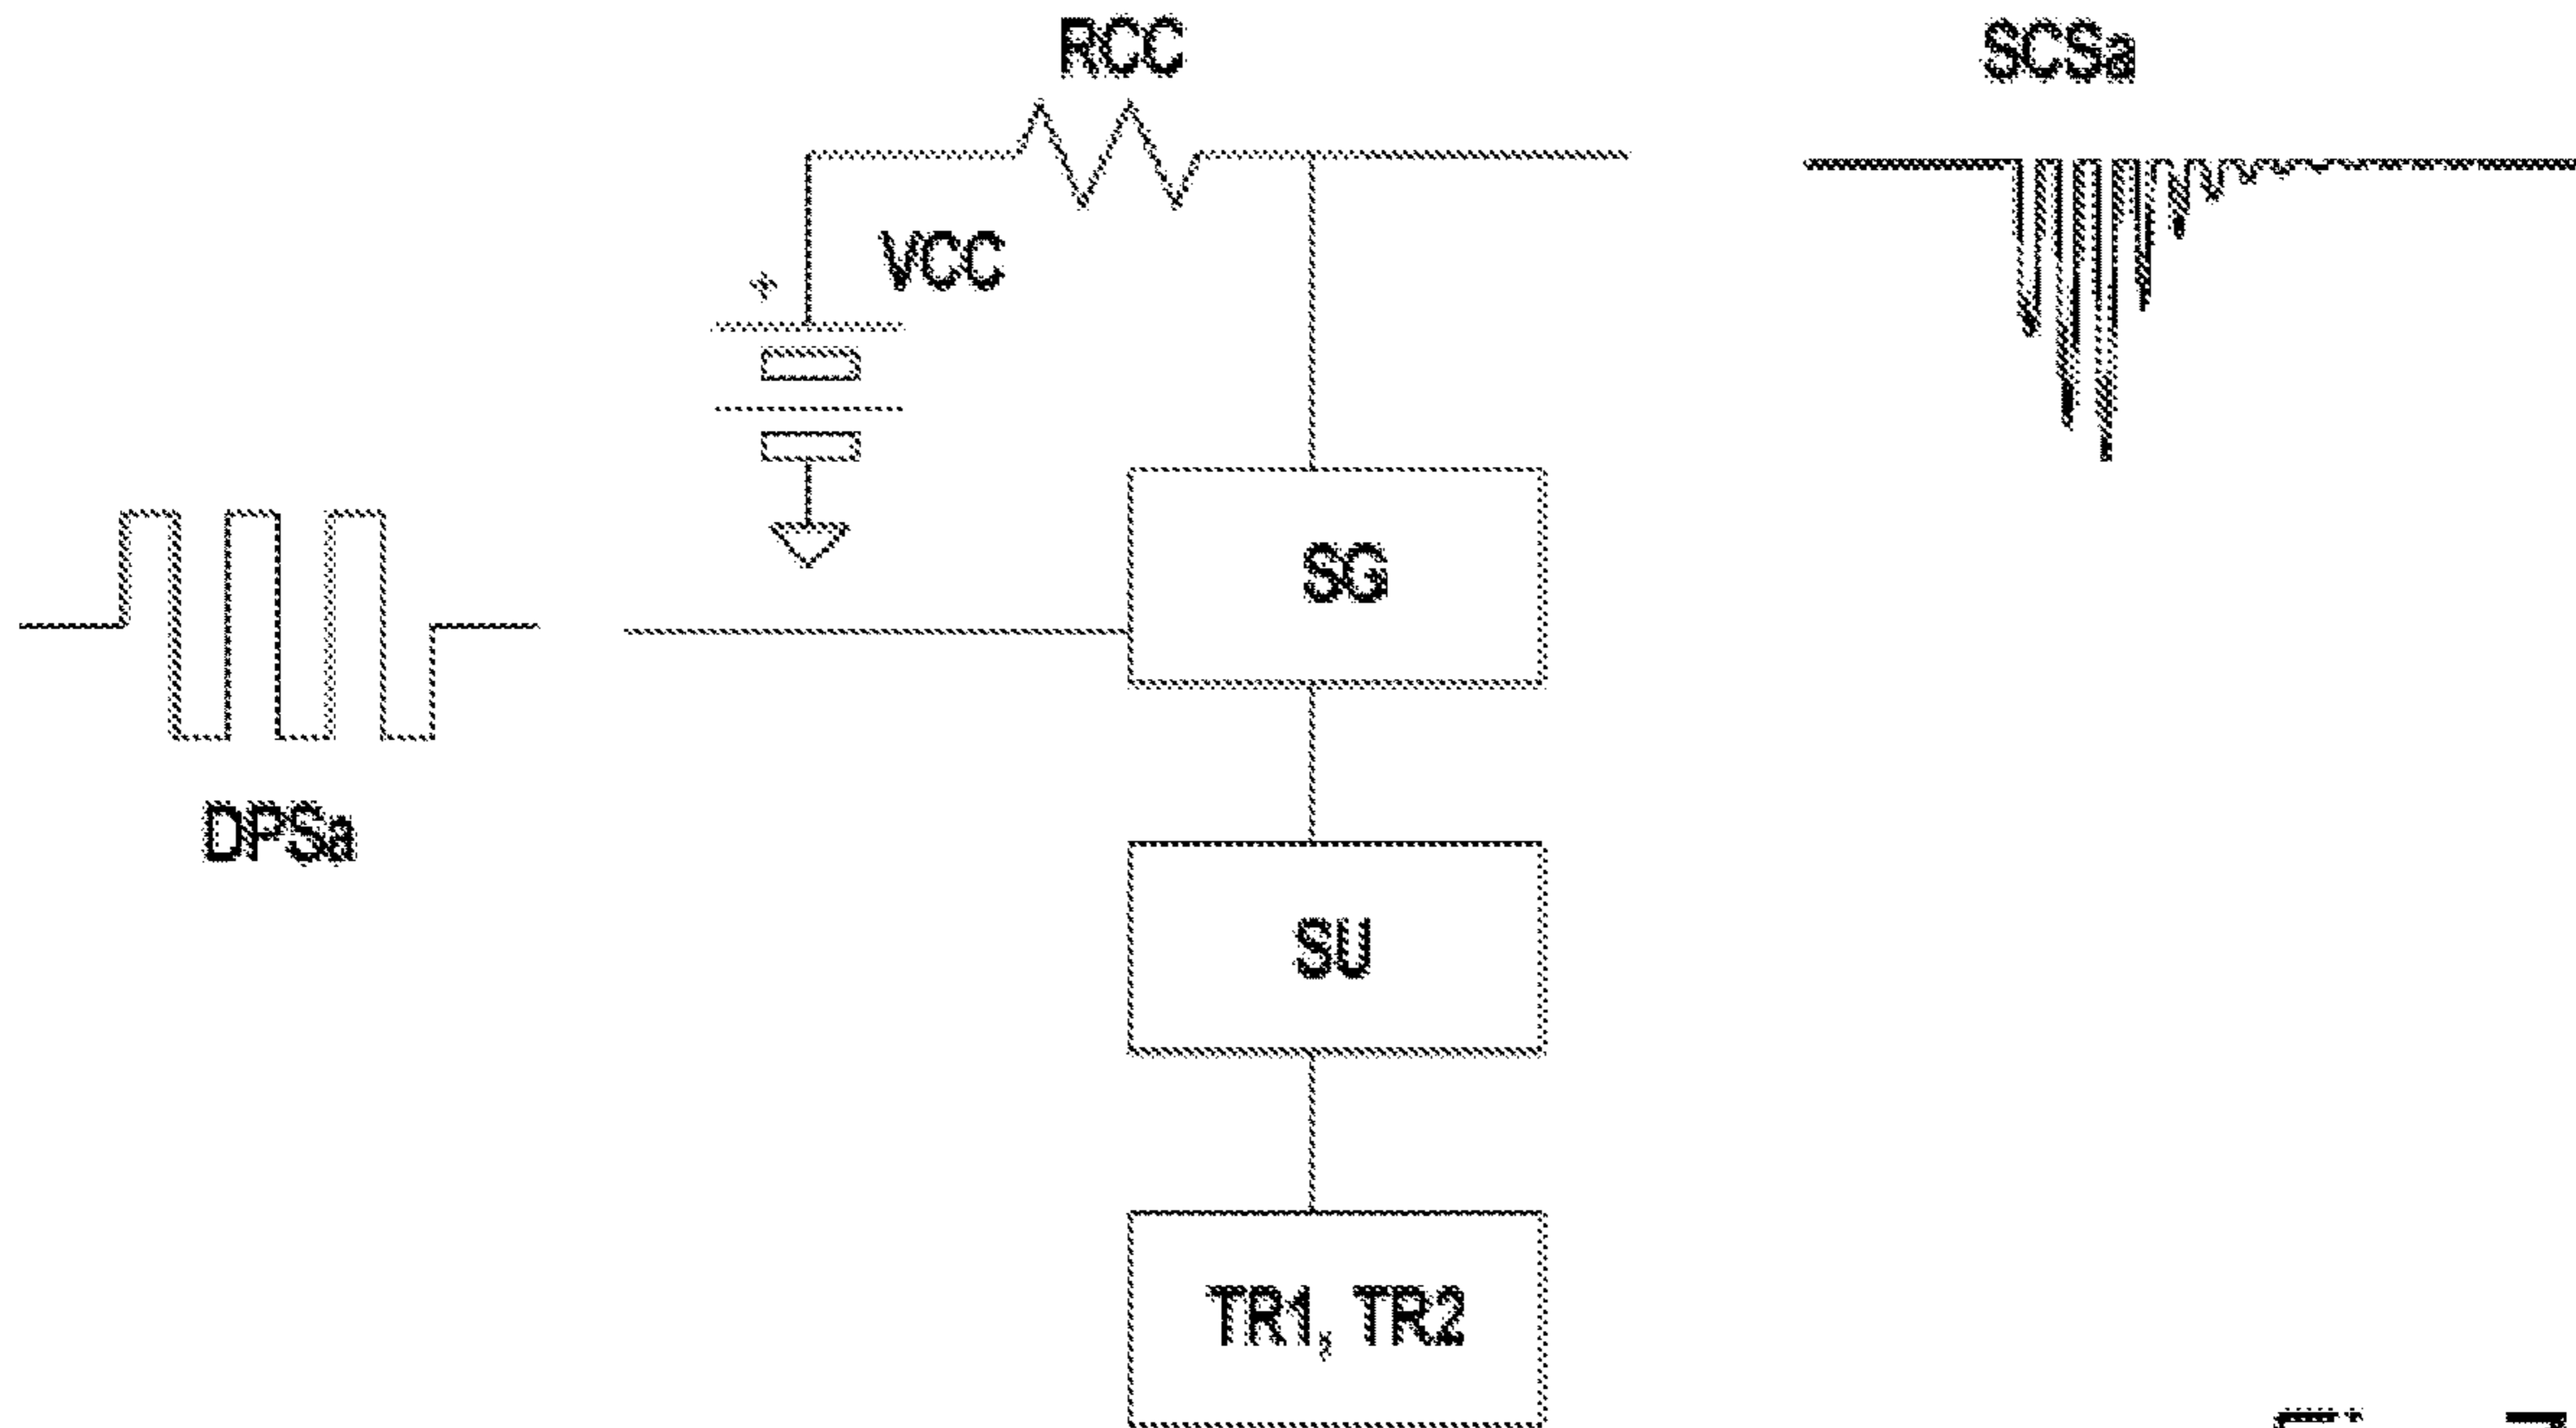 RCC
SCSa
VCC
+
SG
DPSa
SU
TR1, TR2